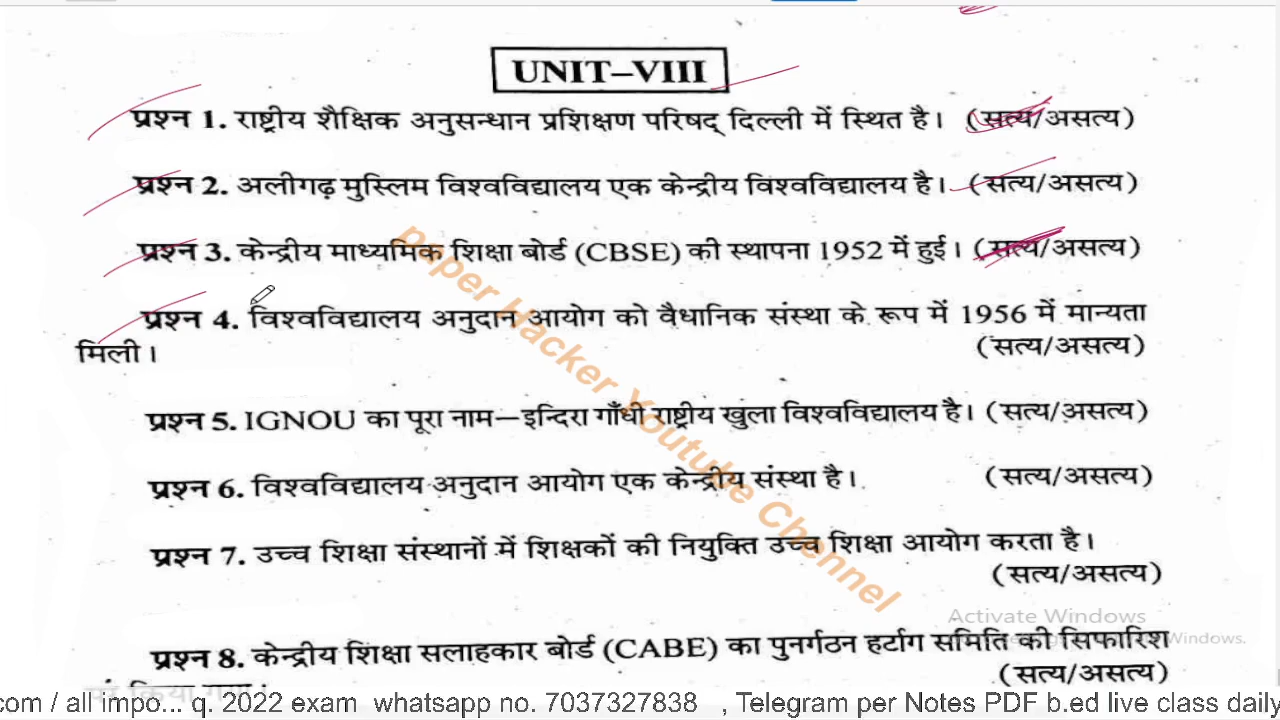 UNIT–VIII
प्रश्न 1. राष्ट्रीय शैक्षिक अनुसन्धान प्रशिक्षण परिषद् दिल्ली में स्थित है। (सत्य/असत्य)
प्रश्न 2. अलीगढ़ मुस्लिम विश्वविद्यालय एक केन्द्रीय विश्वविद्यालय है। (सत्य/असत्य)
प्रश्न 3. केन्द्रीय माध्यमिक शिक्षा बोर्ड (CBSE) की स्थापना 1952 में हुई। (सत्य/असत्य)
प्रश्न 4. विश्वविद्यालय अनुदान आयोग को वैधानिक संस्था के रूप में 1956 में मान्यता
मिली। (सत्य/असत्य)
प्रश्न 5. IGNOU का पूरा नाम—इन्दिरा गाँधी राष्ट्रीय खुला विश्वविद्यालय है। (सत्य/असत्य)
प्रश्न 6. विश्वविद्यालय अनुदान आयोग एक केन्द्रीय संस्था है। (सत्य/असत्य)
प्रश्न 7. उच्च शिक्षा संस्थानों में शिक्षकों की नियुक्ति उच्च शिक्षा आयोग करता है।
(सत्य/असत्य)
प्रश्न 8. केन्द्रीय शिक्षा सलाहकार बोर्ड (CABE) का पुनर्गठन हर्टाग समिति की सिफारिश
(सत्य/असत्य)
paper Hacker Youtube Chennel
Activate Windows
Windows.
com / all impo... q. 2022 exam whatsapp no. 7037327838 , Telegram per Notes PDF b.ed live class daily